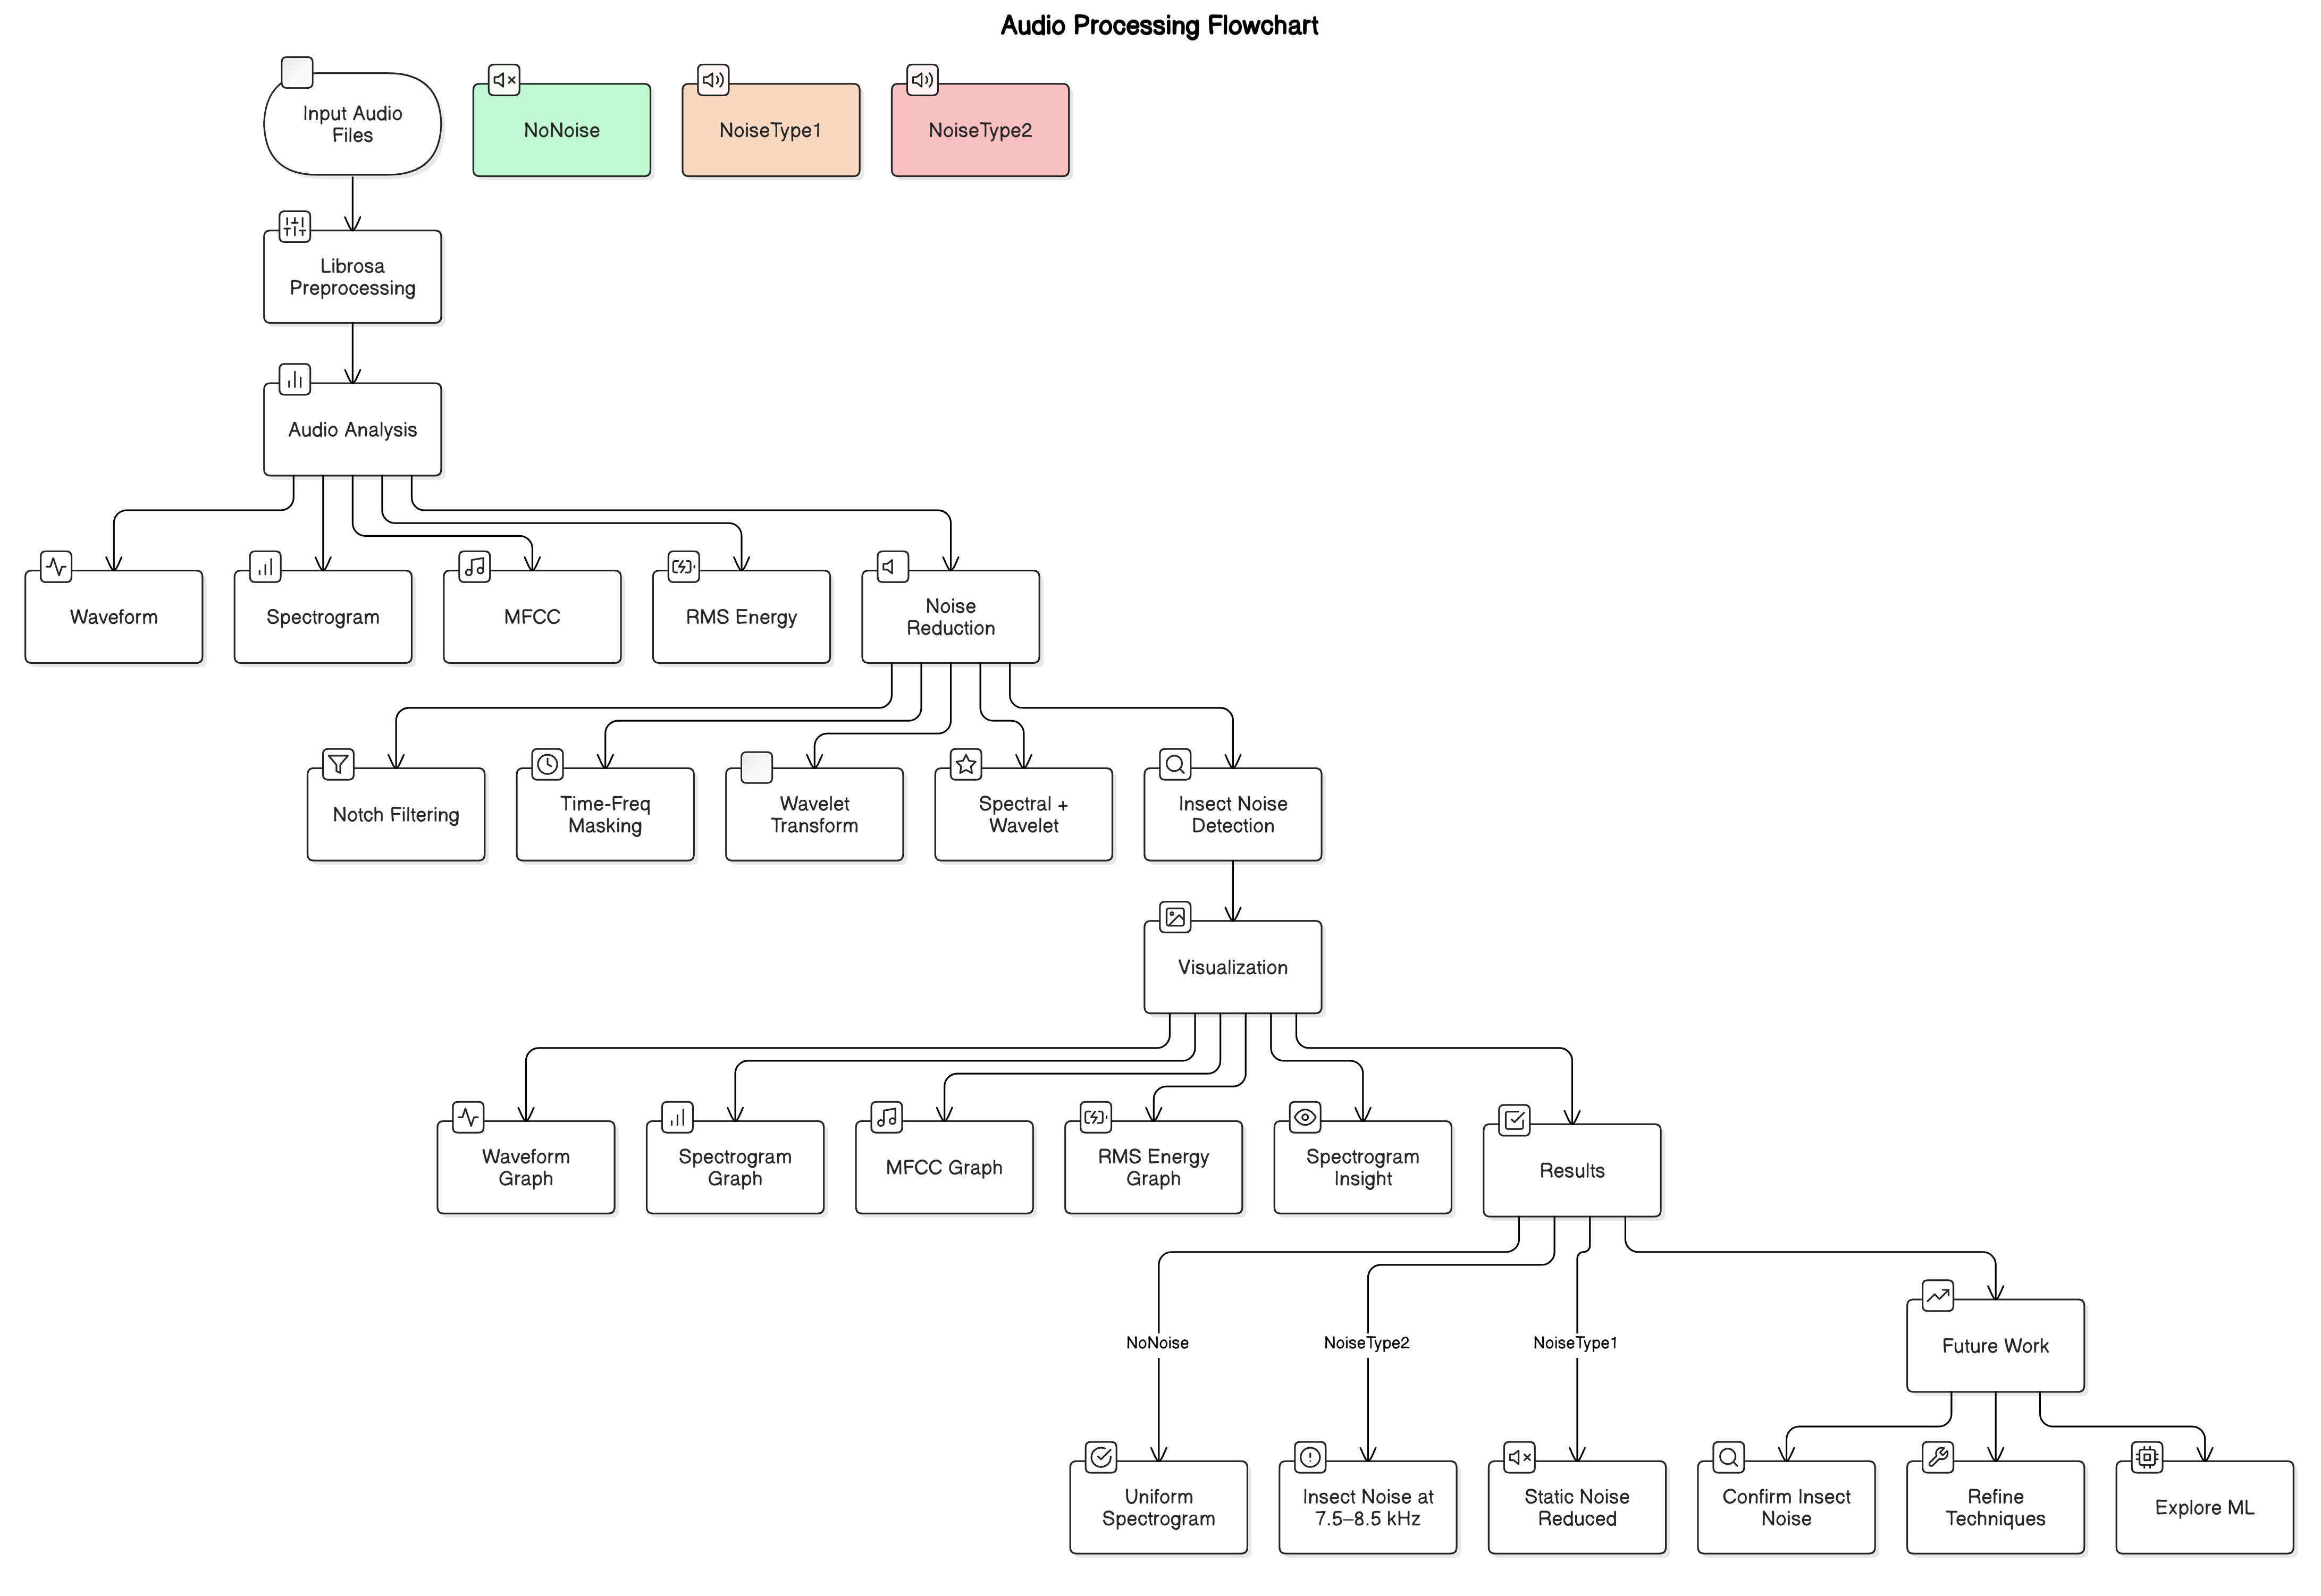 Audio Processing Flowchart
Input Audio
Files
NoNoise
NoiseType1
NoiseType2
Librosa
Preprocessing
Audio Analysis
Waveform
Spectrogram
MFCC
RMS Energy
Noise
Reduction
Notch Filtering
Time-Freq
Masking
Wavelet
Transform
Spectral +
Wavelet
Insect Noise
Detection
Visualization
Waveform
Graph
Spectrogram
Graph
MFCC Graph
RMS Energy
Graph
Spectrogram
Insight
Results
NoNoise
NoiseType2
NoiseType1
Future Work
Uniform
Spectrogram
Insect Noise at
7.5–8.5 kHz
Static Noise
Reduced
Confirm Insect
Noise
Refine
Techniques
Explore ML